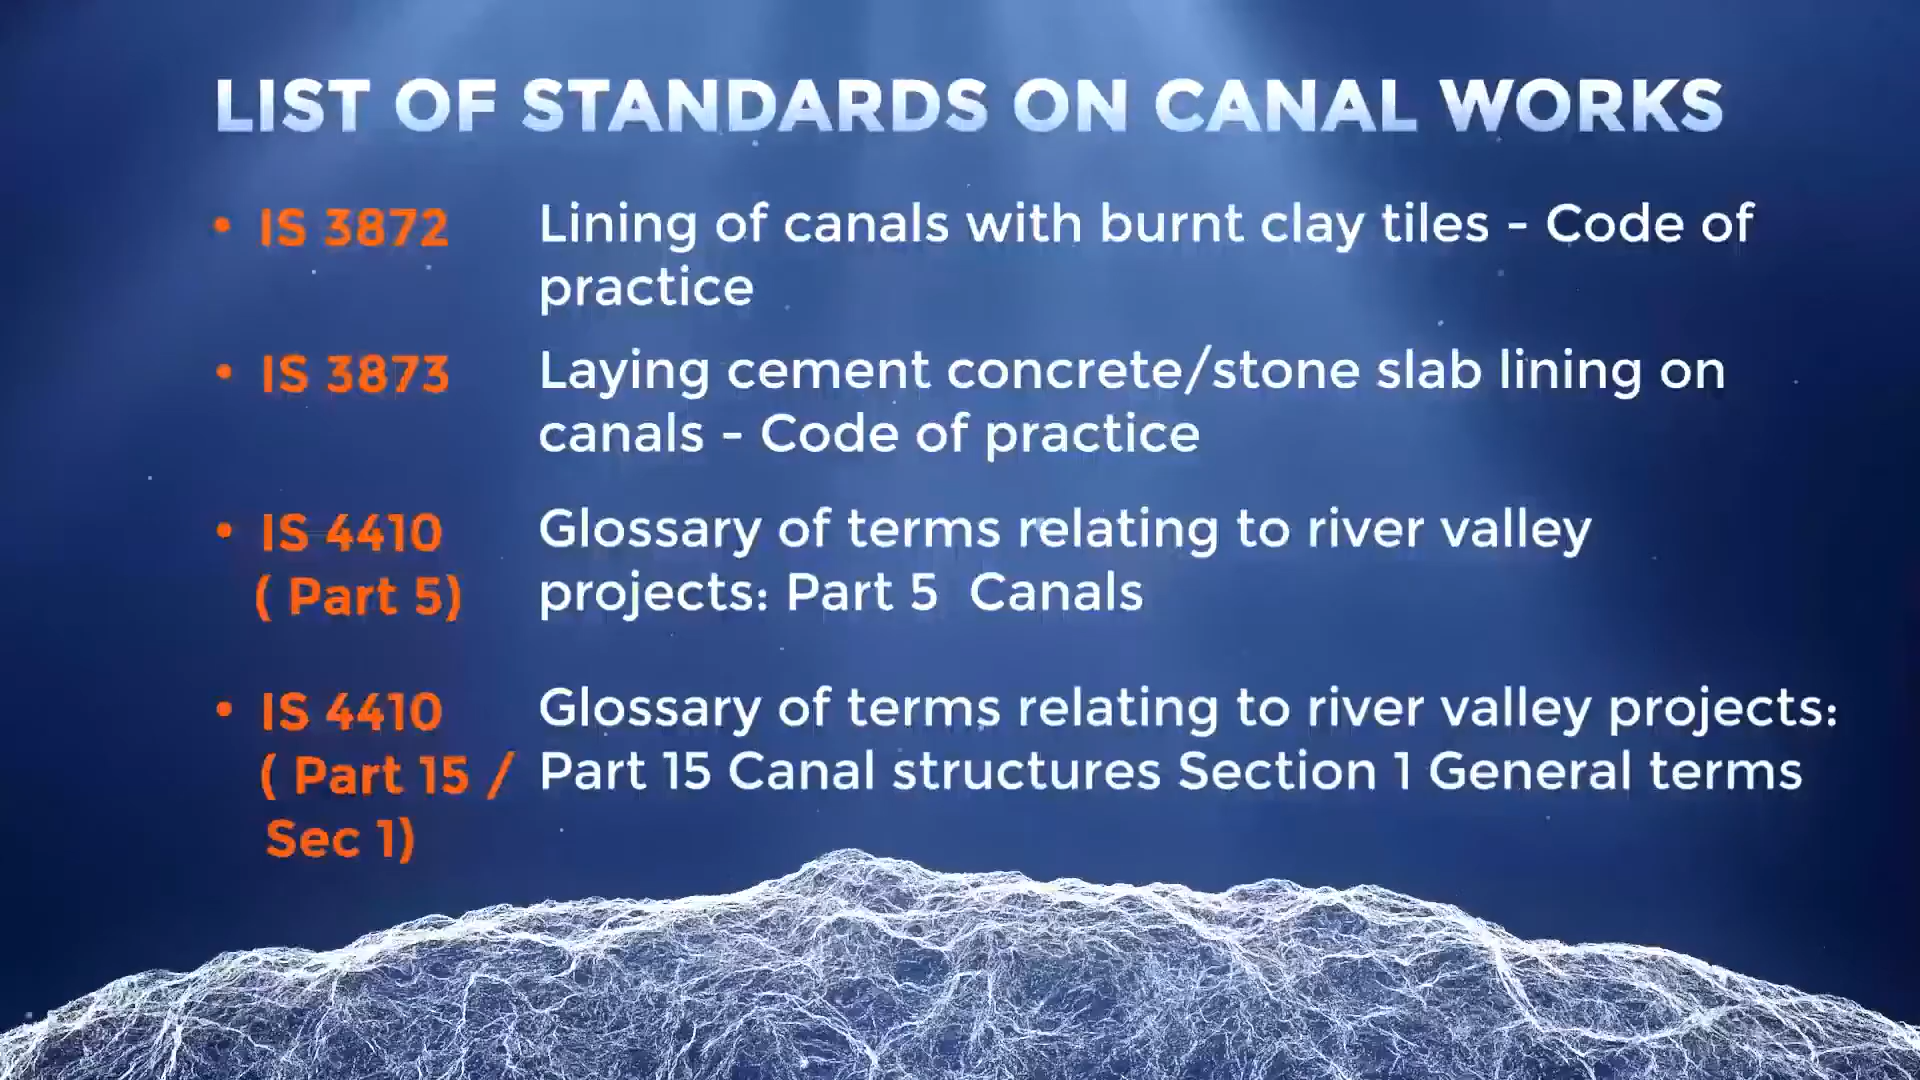 LIST OF STANDARDS ON CANAL WORKS
• IS 3872 Lining of canals with burnt clay tiles - Code of
practice
• IS 3873 Laying cement concrete/stone slab lining on
canals - Code of practice
• IS 4410 Glossary of terms relating to river valley
( Part 5) projects: Part 5 Canals
• IS 4410 Glossary of terms relating to river valley projects:
( Part 15 / Part 15 Canal structures Section 1 General terms
Sec 1)